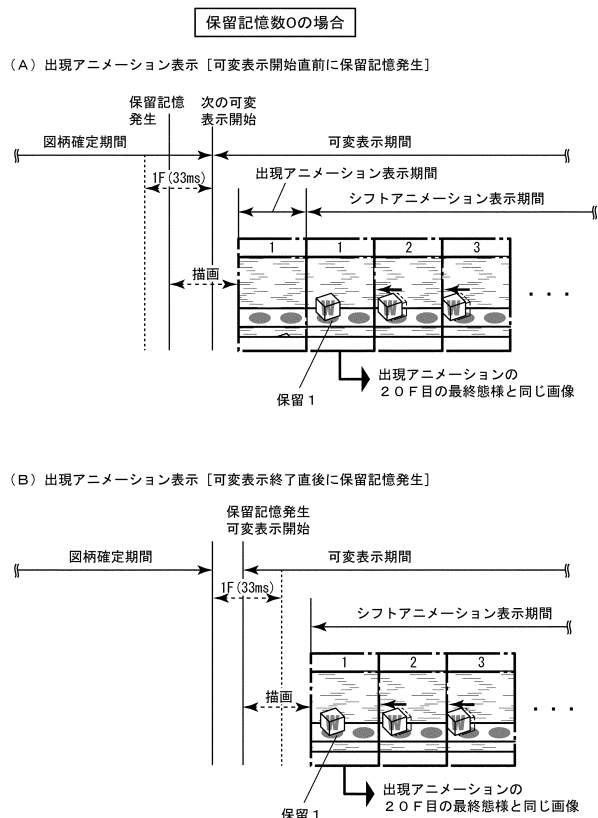 保留記憶数0の場合
（A）出現アニメーション表示［可変表示開始直前に保留記憶発生］
保留記憶
発生
次の可変
表示開始
図柄確定期間
可変表示期間
1F(33ms)
出現アニメーション表示期間
シフトアニメーション表示期間
1
1
2
3
描画
W
W
W
・・・
保留１
出現アニメーションの
２０Ｆ目の最終態様と同じ画像
（B）出現アニメーション表示［可変表示終了直後に保留記憶発生］
保留記憶発生
可変表示開始
図柄確定期間
可変表示期間
1F(33ms)
シフトアニメーション表示期間
1
2
3
描画
W
W
W
・・・
保留１
出現アニメーションの
２０Ｆ目の最終態様と同じ画像